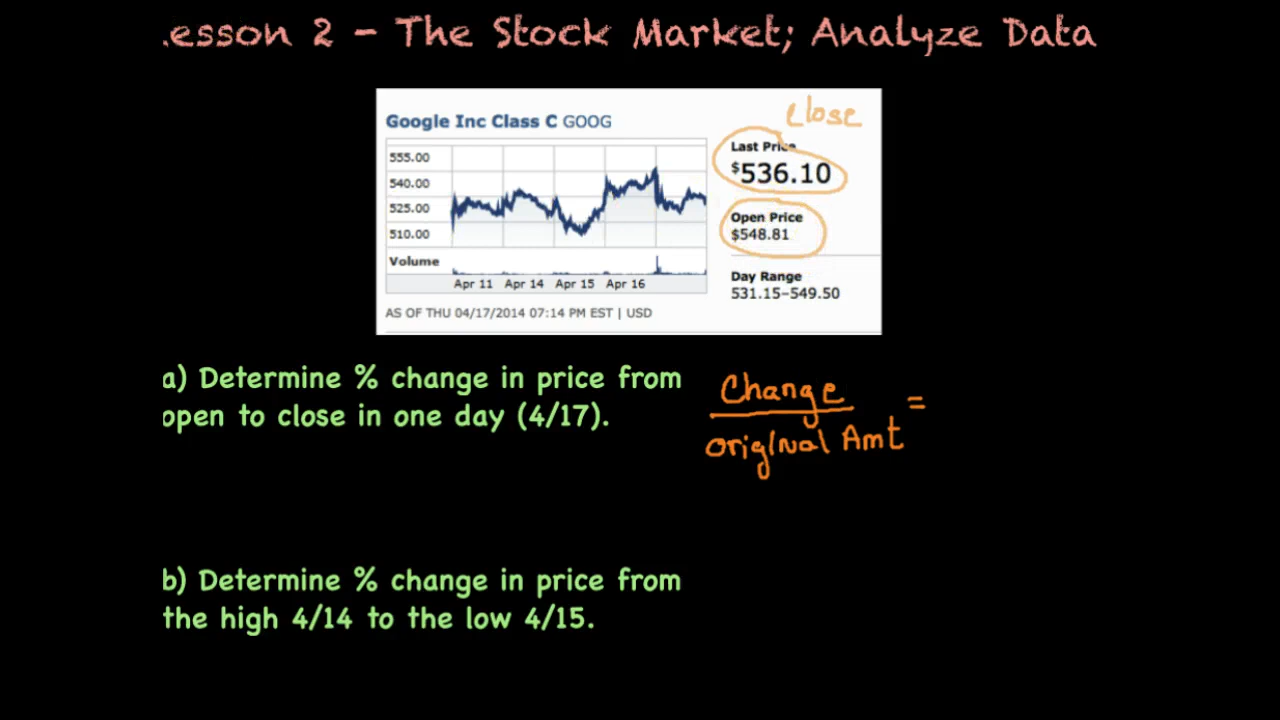 .esson 2 - The Stock Market; Analyze Data
close
Google Inc Class C GOOG
Last Price
$536.10
555.00
540.00
525.00
510.00
Open Price
$548.81
Volume
Day Range
531.15–549.50
Apr 11 Apr 14 Apr 15 Apr 16
AS OF THU 04/17/2014 07:14 PM EST | USD
a) Determine % change in price from
open to close in one day (4/17).
Change =
original Amt
b) Determine % change in price from
the high 4/14 to the low 4/15.